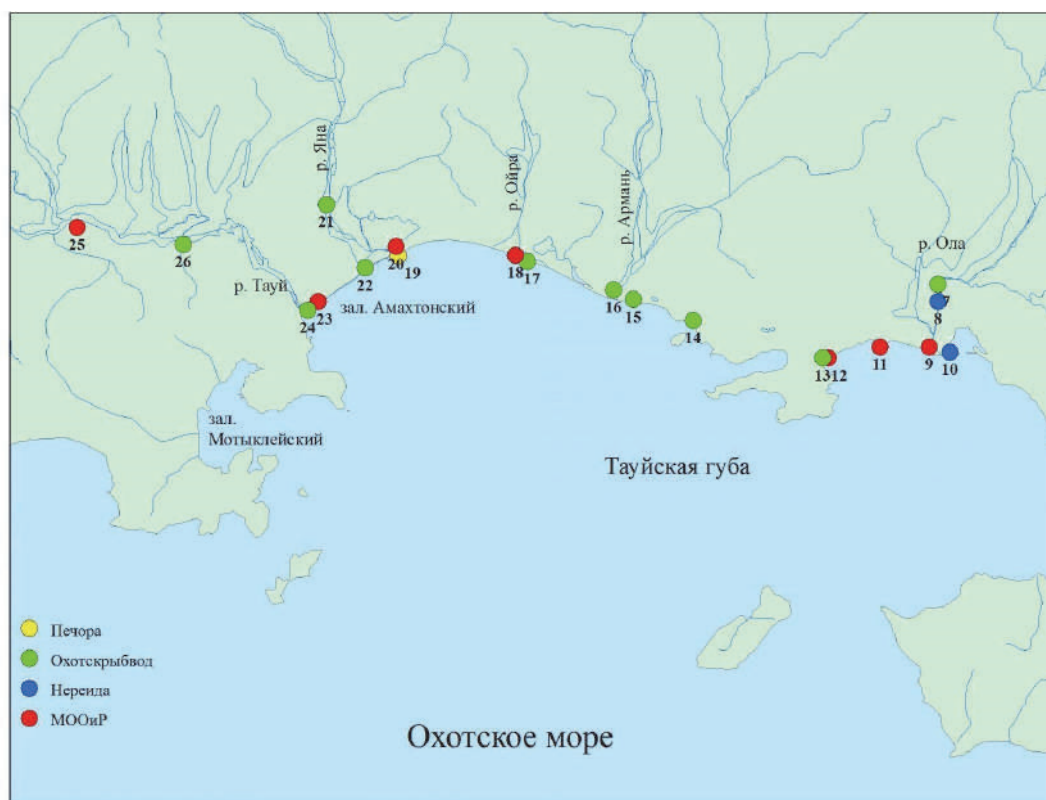 р. Яна
р. Ойра
р. Армань
р. Ола
21
25
26
20
19
18
17
22
р. Тауй
7
8
зал. Амахтонский
23
24
16
15
14
9
10
11
13
12
зал.
Мотыклейский
Тауйская губа
Печора
Охотскрыбвод
Нереида
МООиР
Охотское море